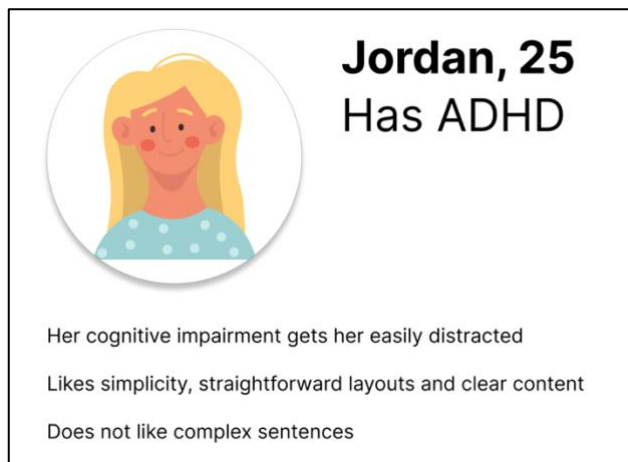 Jordan, 25
Has ADHD
Her cognitive impairment gets her easily distracted
Likes simplicity, straightforward layouts and clear content
Does not like complex sentences